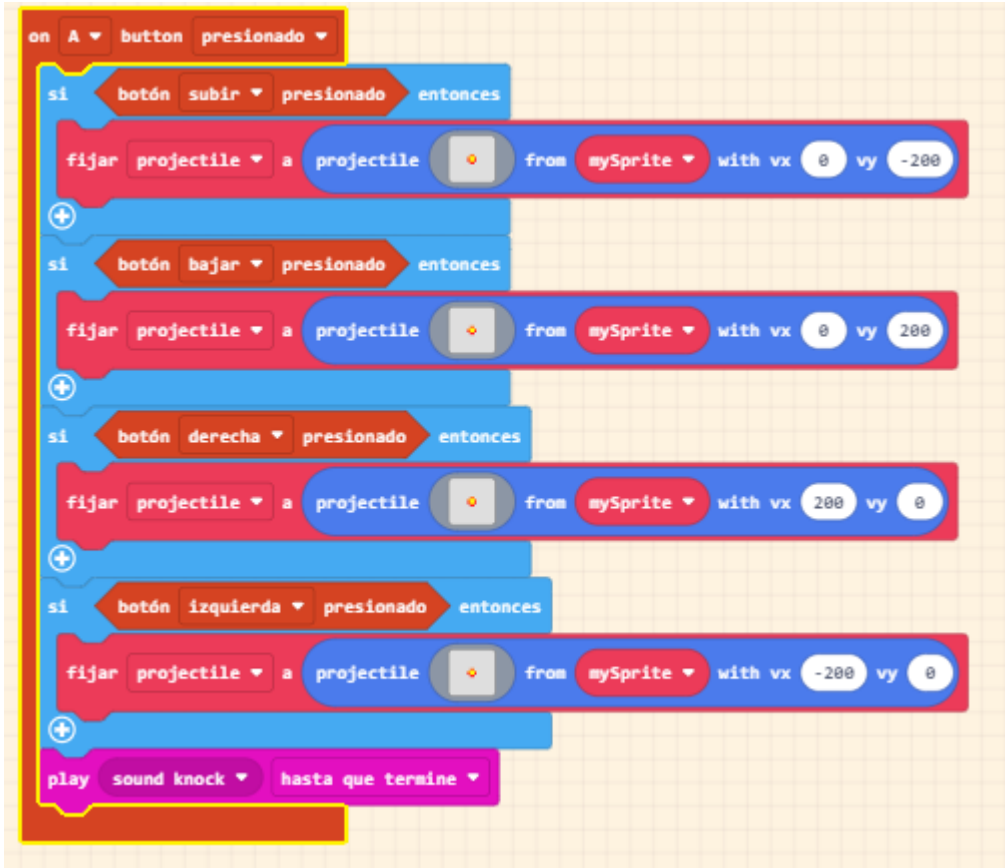 on A button presionado
si botón subir presionado entonces
fijar projectile a projectile from mySprite with vx 0 vy -200
si botón bajar presionado entonces
fijar projectile a projectile from mySprite with vx 0 vy 200
si botón derecha presionado entonces
fijar projectile a projectile from mySprite with vx 200 vy 0
si botón izquierda presionado entonces
fijar projectile a projectile from mySprite with vx -200 vy 0
play sound knock hasta que termine